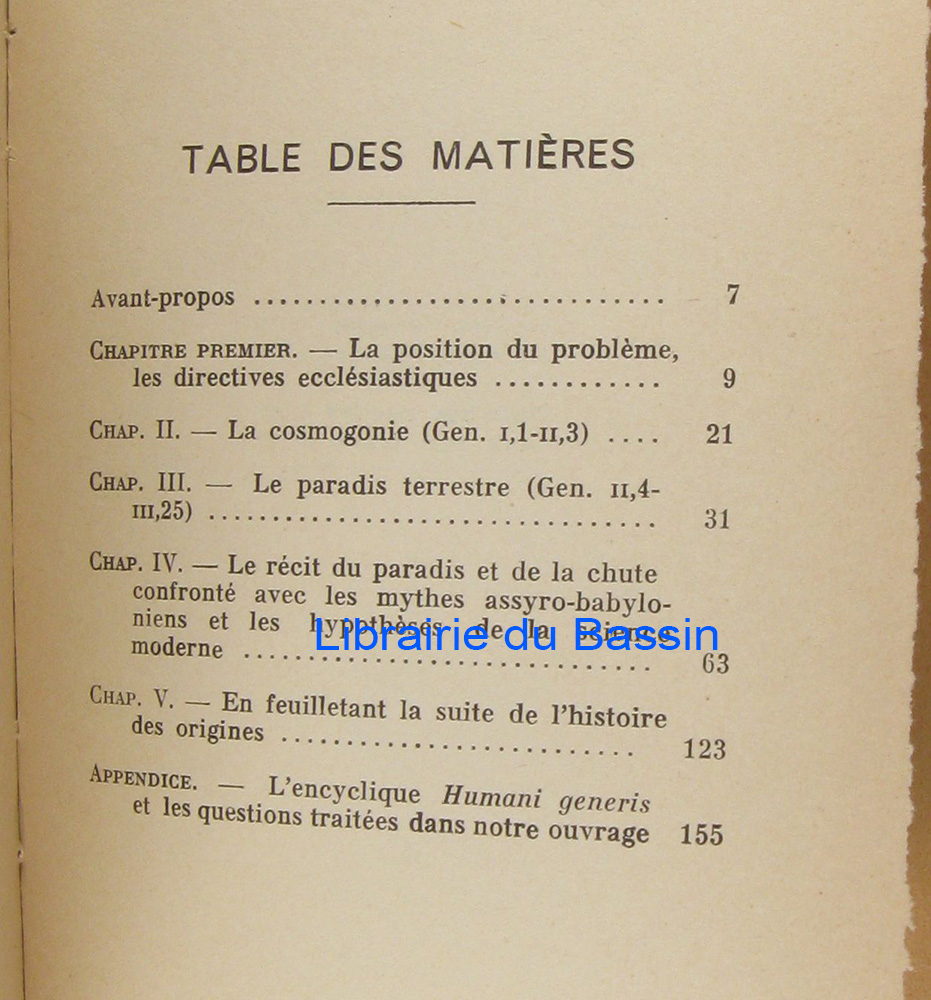 TABLE DES MATIÈRES
Avant-propos .............................. 7
CHAPITRE PREMIER. — La position du problème,
les directives ecclésiastiques ............. 9
CHAP. II. — La cosmogonie (Gen. I,1-II,3) .... 21
CHAP. III. — Le paradis terrestre (Gen. II,4-
III,25) .................................. 31
CHAP. IV. — Le récit du paradis et de la chute
confronté avec les mythes assyro-babylo-
niens et les hypothèses de la science
Librairie du Bassin
moderne ............................... 63
CHAP. V. — En feuilletant la suite de l'histoire
des origines ........................... 123
APPENDICE. — L'encyclique Humani generis
et les questions traitées dans notre ouvrage 155